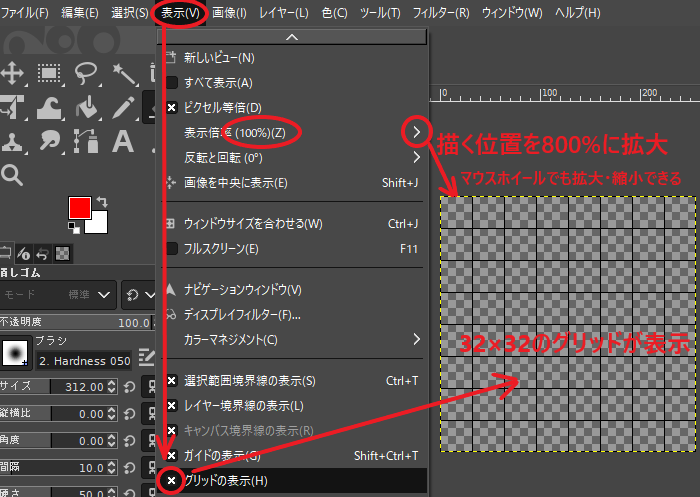 ファイル(F) 編集(E) 選択(S) 表示(V) 画像(I) レイヤー(L) 色(C) ツール(T) フィルター(R) ウィンドウ(W) ヘルプ(H)
新しいビュー(N)
すべて表示(A)
ピクセル等倍(D)
表示倍率 (100%)(Z)
反転と回転 (0°)
画像を中央に表示(E) Shift+J
ウィンドウサイズを合わせる(W) Ctrl+J
フルスクリーン(E) F11
ナビゲーションウィンドウ(V)
ディスプレイフィルター(F)...
カラーマネジメント(C)
選択範囲境界線の表示(S) Ctrl+T
レイヤー境界線の表示(L)
キャンバス境界線の表示(R)
ガイドの表示(G) Shift+Ctrl+T
グリッドの表示(H)
0 100 200
描く位置を800%に拡大
マウスホイールでも拡大・縮小できる
32×32のグリッドが表示
消しゴム
モード 標準
不透明度 100.0
ブラシ
2. Hardness 050
サイズ 312.00
縦横比 0.00
角度 0.00
間隔 10.0
硬さ 50.0